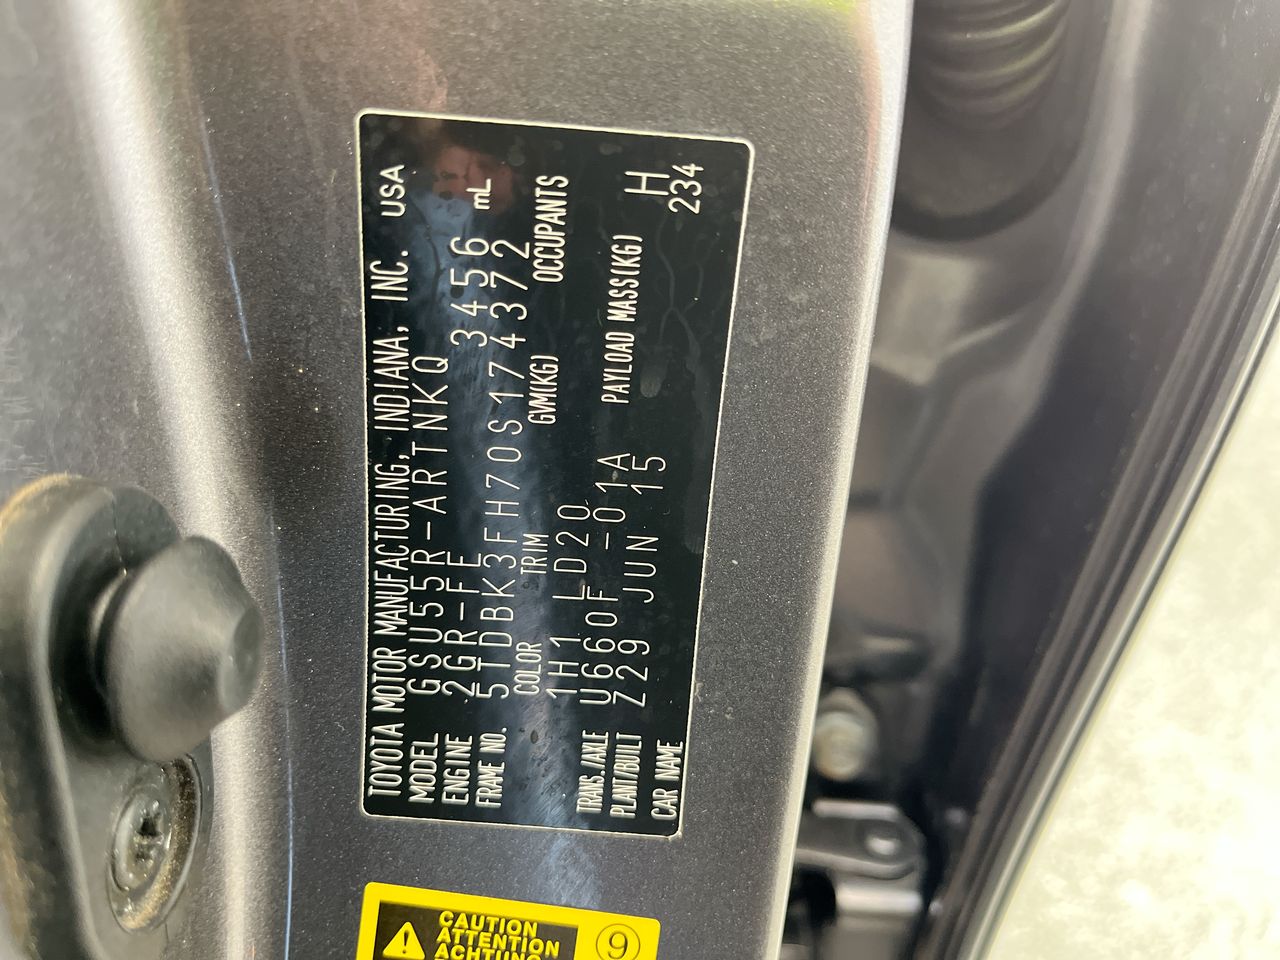 TOYOTA MOTOR MANUFACTURING, INDIANA, INC. USA
MODEL GSU55R-ARTNKQ
ENGINE 2GR-FE 3456 mL
FRAME NO. 5TDBK3FH70S174372
COLOR TRIM GVM(KG) OCCUPANTS
1H1 LD20
TRANS./AXLE U660F -01A PAYLOAD MASS(KG) H
PLANT/BUILT Z29 JUN 15 234
CAR NAME
CAUTION
ATTENTION
ACHTUNG
9